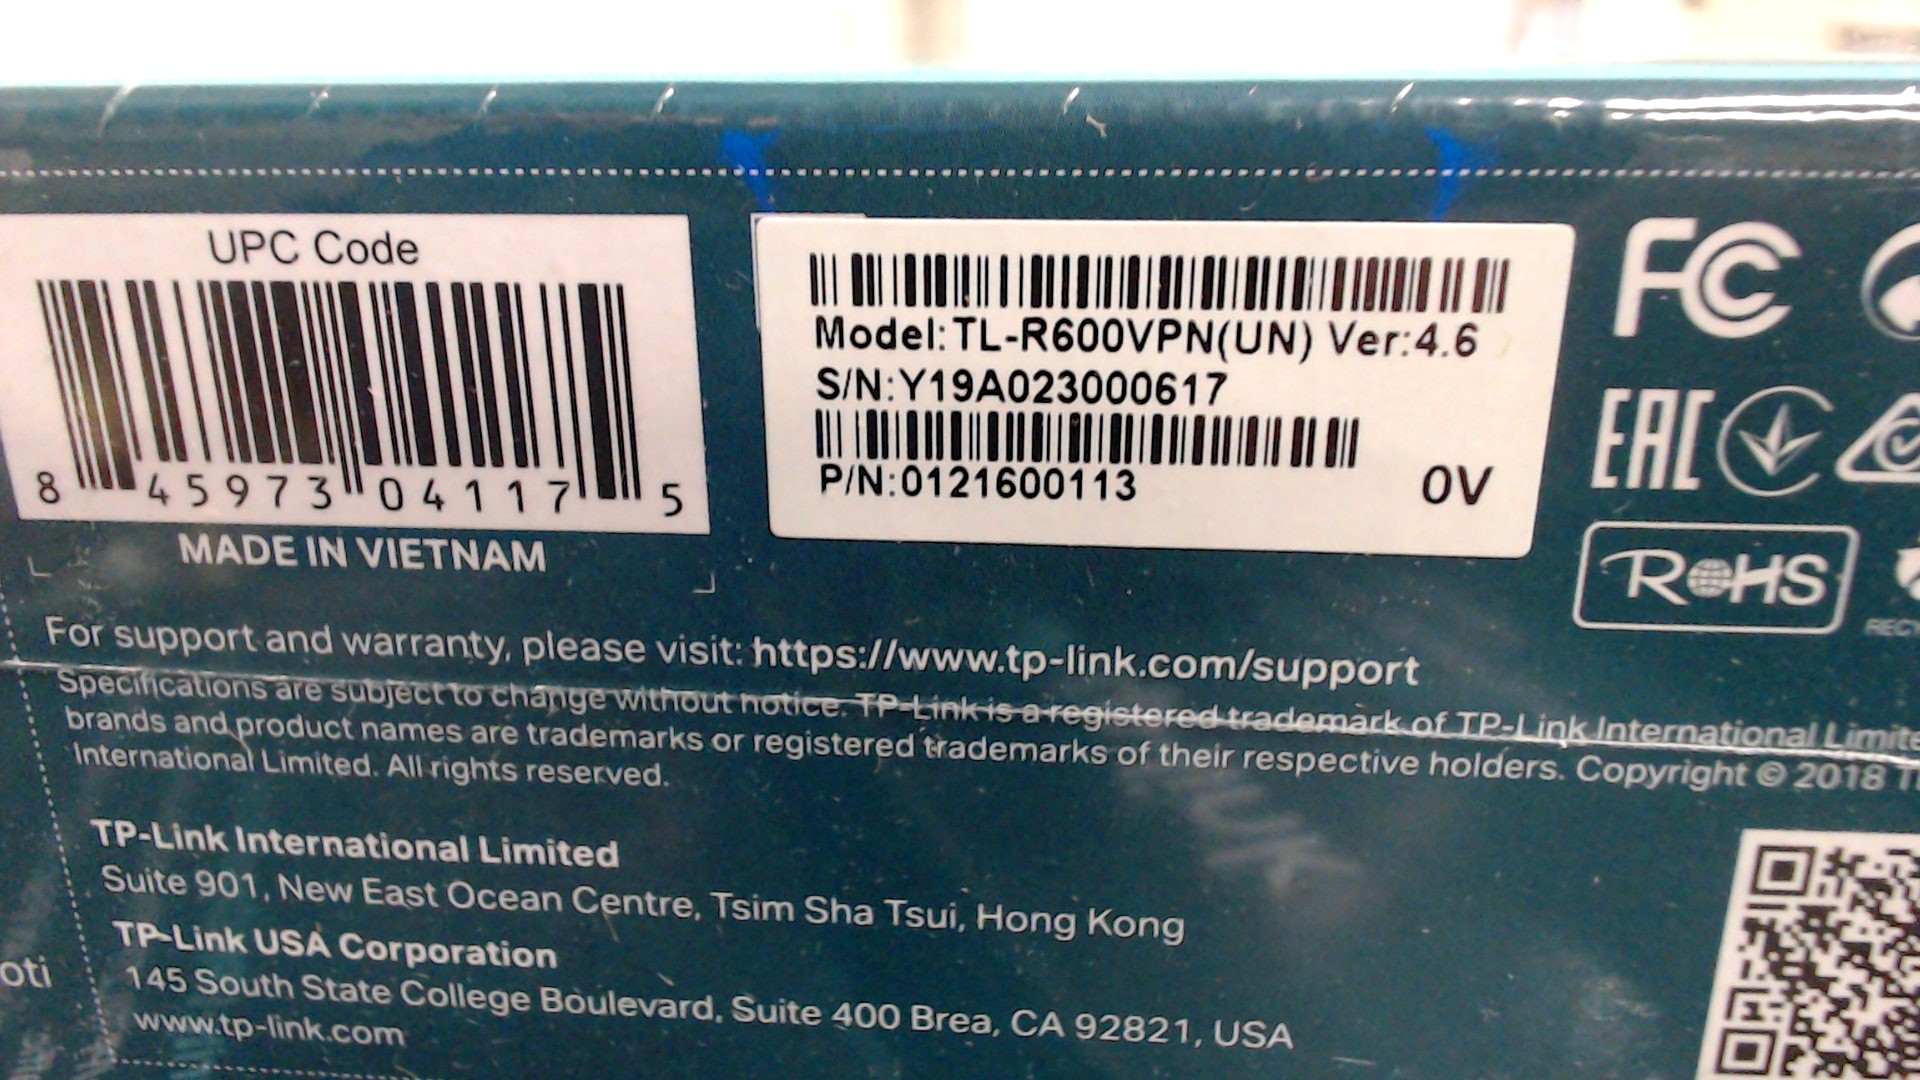 UPC Code
8 45973 04117 5
MADE IN VIETNAM
Model:TL-R600VPN(UN) Ver:4.6
S/N:Y19A023000617
P/N:0121600113
0V
FC
EAC
RoHS
For support and warranty, please visit: https://www.tp-link.com/support
Specifications are subject to change without notice. TP-Link is a registered trademark of TP-Link International
brands and product names are trademarks or registered trademarks of their respective holders. Copyright © 2018
International Limited. All rights reserved.
TP-Link International Limited
Suite 901, New East Ocean Centre, Tsim Sha Tsui, Hong Kong
TP-Link USA Corporation
145 South State College Boulevard, Suite 400 Brea, CA 92821, USA
www.tp-link.com
oti